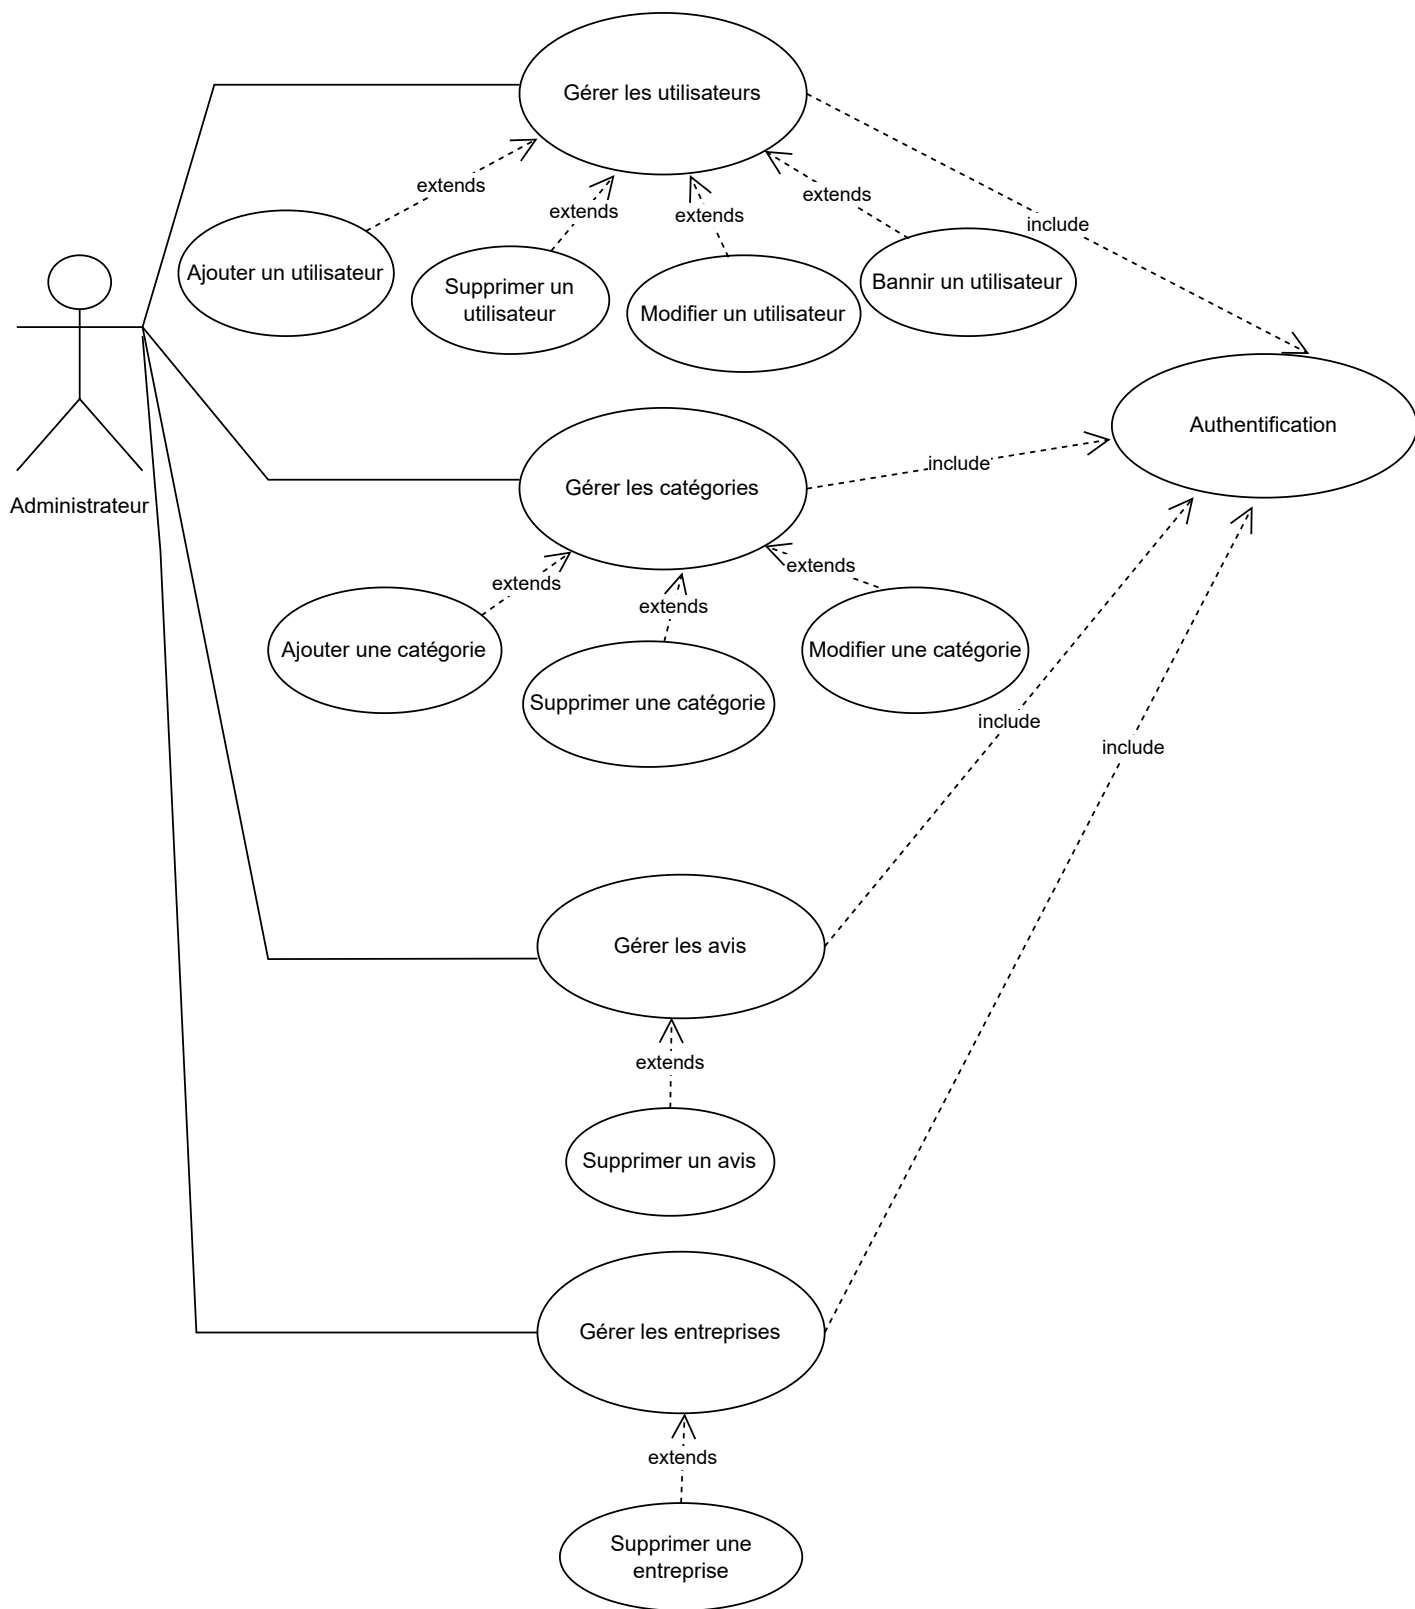 Gérer les utilisateurs
extends
extends
extends
extends
include
Ajouter un utilisateur
Supprimer un
utilisateur
Modifier un utilisateur
Bannir un utilisateur
Administrateur
Authentification
Gérer les catégories
include
extends
extends
extends
Ajouter une catégorie
Supprimer une catégorie
Modifier une catégorie
include
include
Gérer les avis
extends
Supprimer un avis
Gérer les entreprises
extends
Supprimer une
entreprise